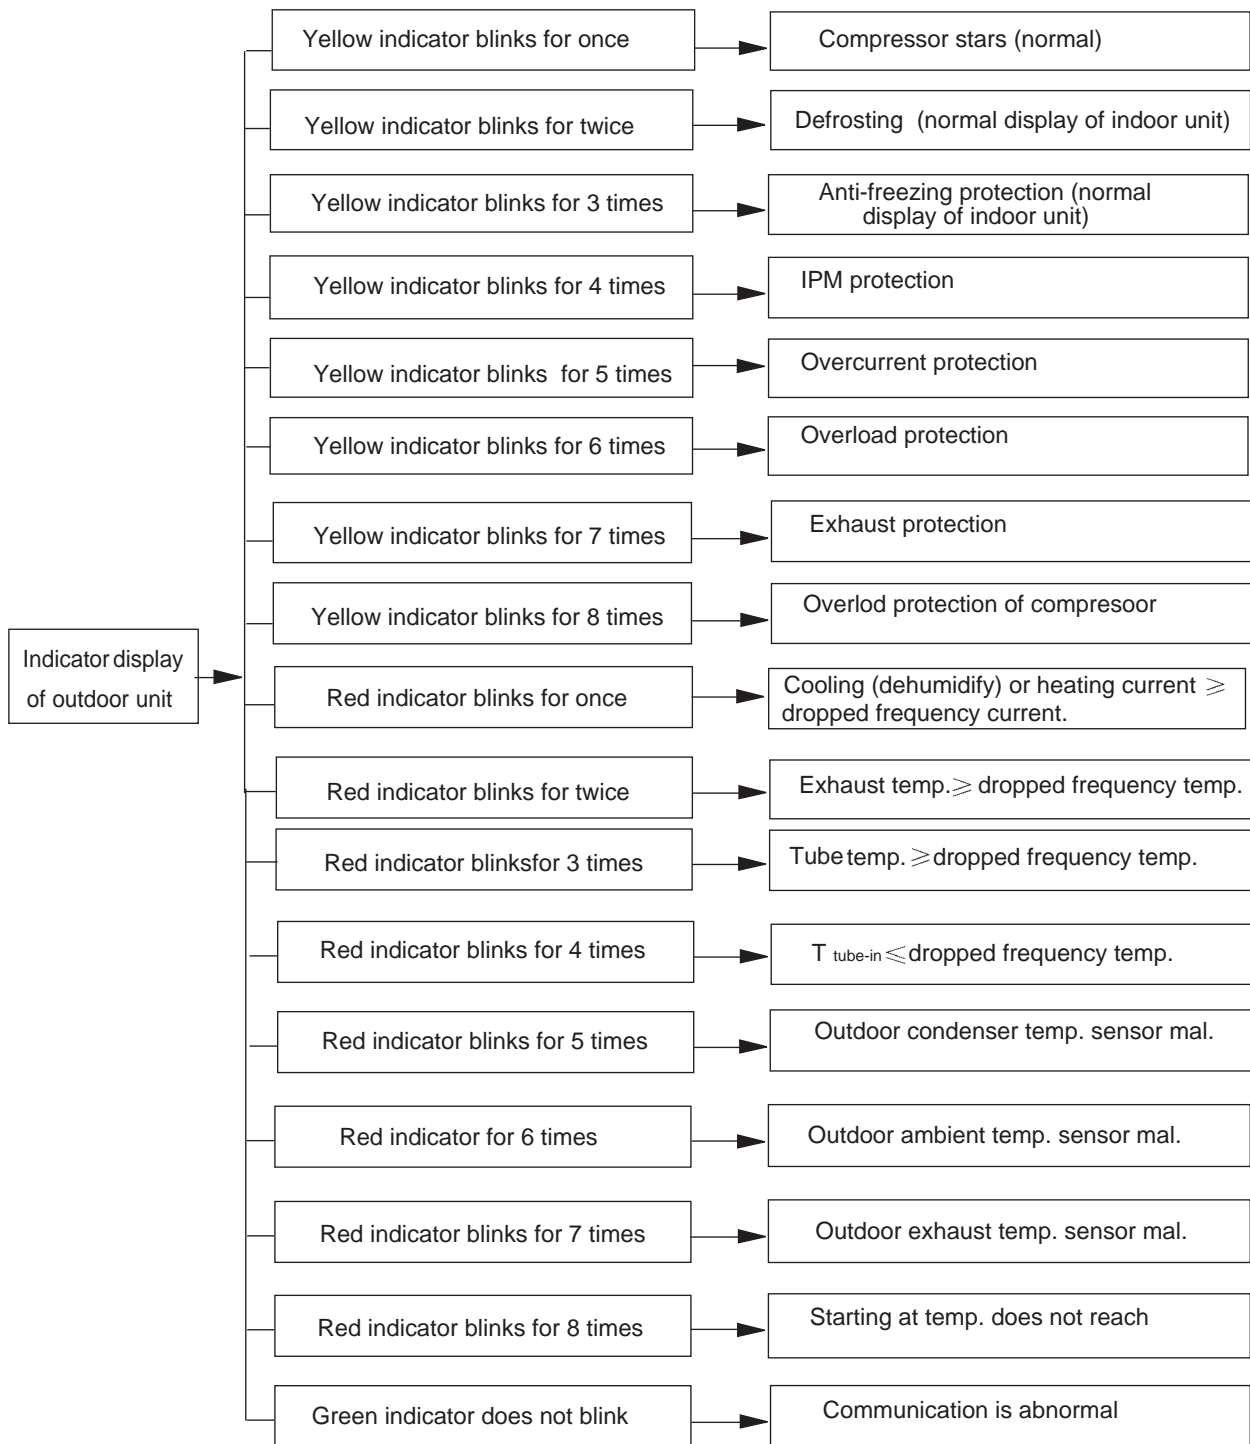 Yellow indicator blinks for once
Compressor stars (normal)
Yellow indicator blinks for twice
Defrosting (normal display of indoor unit)
Yellow indicator blinks for 3 times
Anti-freezing protection (normal
display of indoor unit)
Yellow indicator blinks for 4 times
IPM protection
Yellow indicator blinks for 5 times
Overcurrent protection
Yellow indicator blinks for 6 times
Overload protection
Yellow indicator blinks for 7 times
Exhaust protection
Yellow indicator blinks for 8 times
Overlod protection of compresoor
Indicator display
of outdoor unit
Red indicator blinks for once
Cooling (dehumidify) or heating current ⩾
dropped frequency current.
Red indicator blinks for twice
Exhaust temp.⩾ dropped frequency temp.
Red indicator blinksfor 3 times
Tube temp. ⩾dropped frequency temp.
Red indicator blinks for 4 times
T tube-in ⩽dropped frequency temp.
Red indicator blinks for 5 times
Outdoor condenser temp. sensor mal.
Red indicator for 6 times
Outdoor ambient temp. sensor mal.
Red indicator blinks for 7 times
Outdoor exhaust temp. sensor mal.
Red indicator blinks for 8 times
Starting at temp. does not reach
Green indicator does not blink
Communication is abnormal